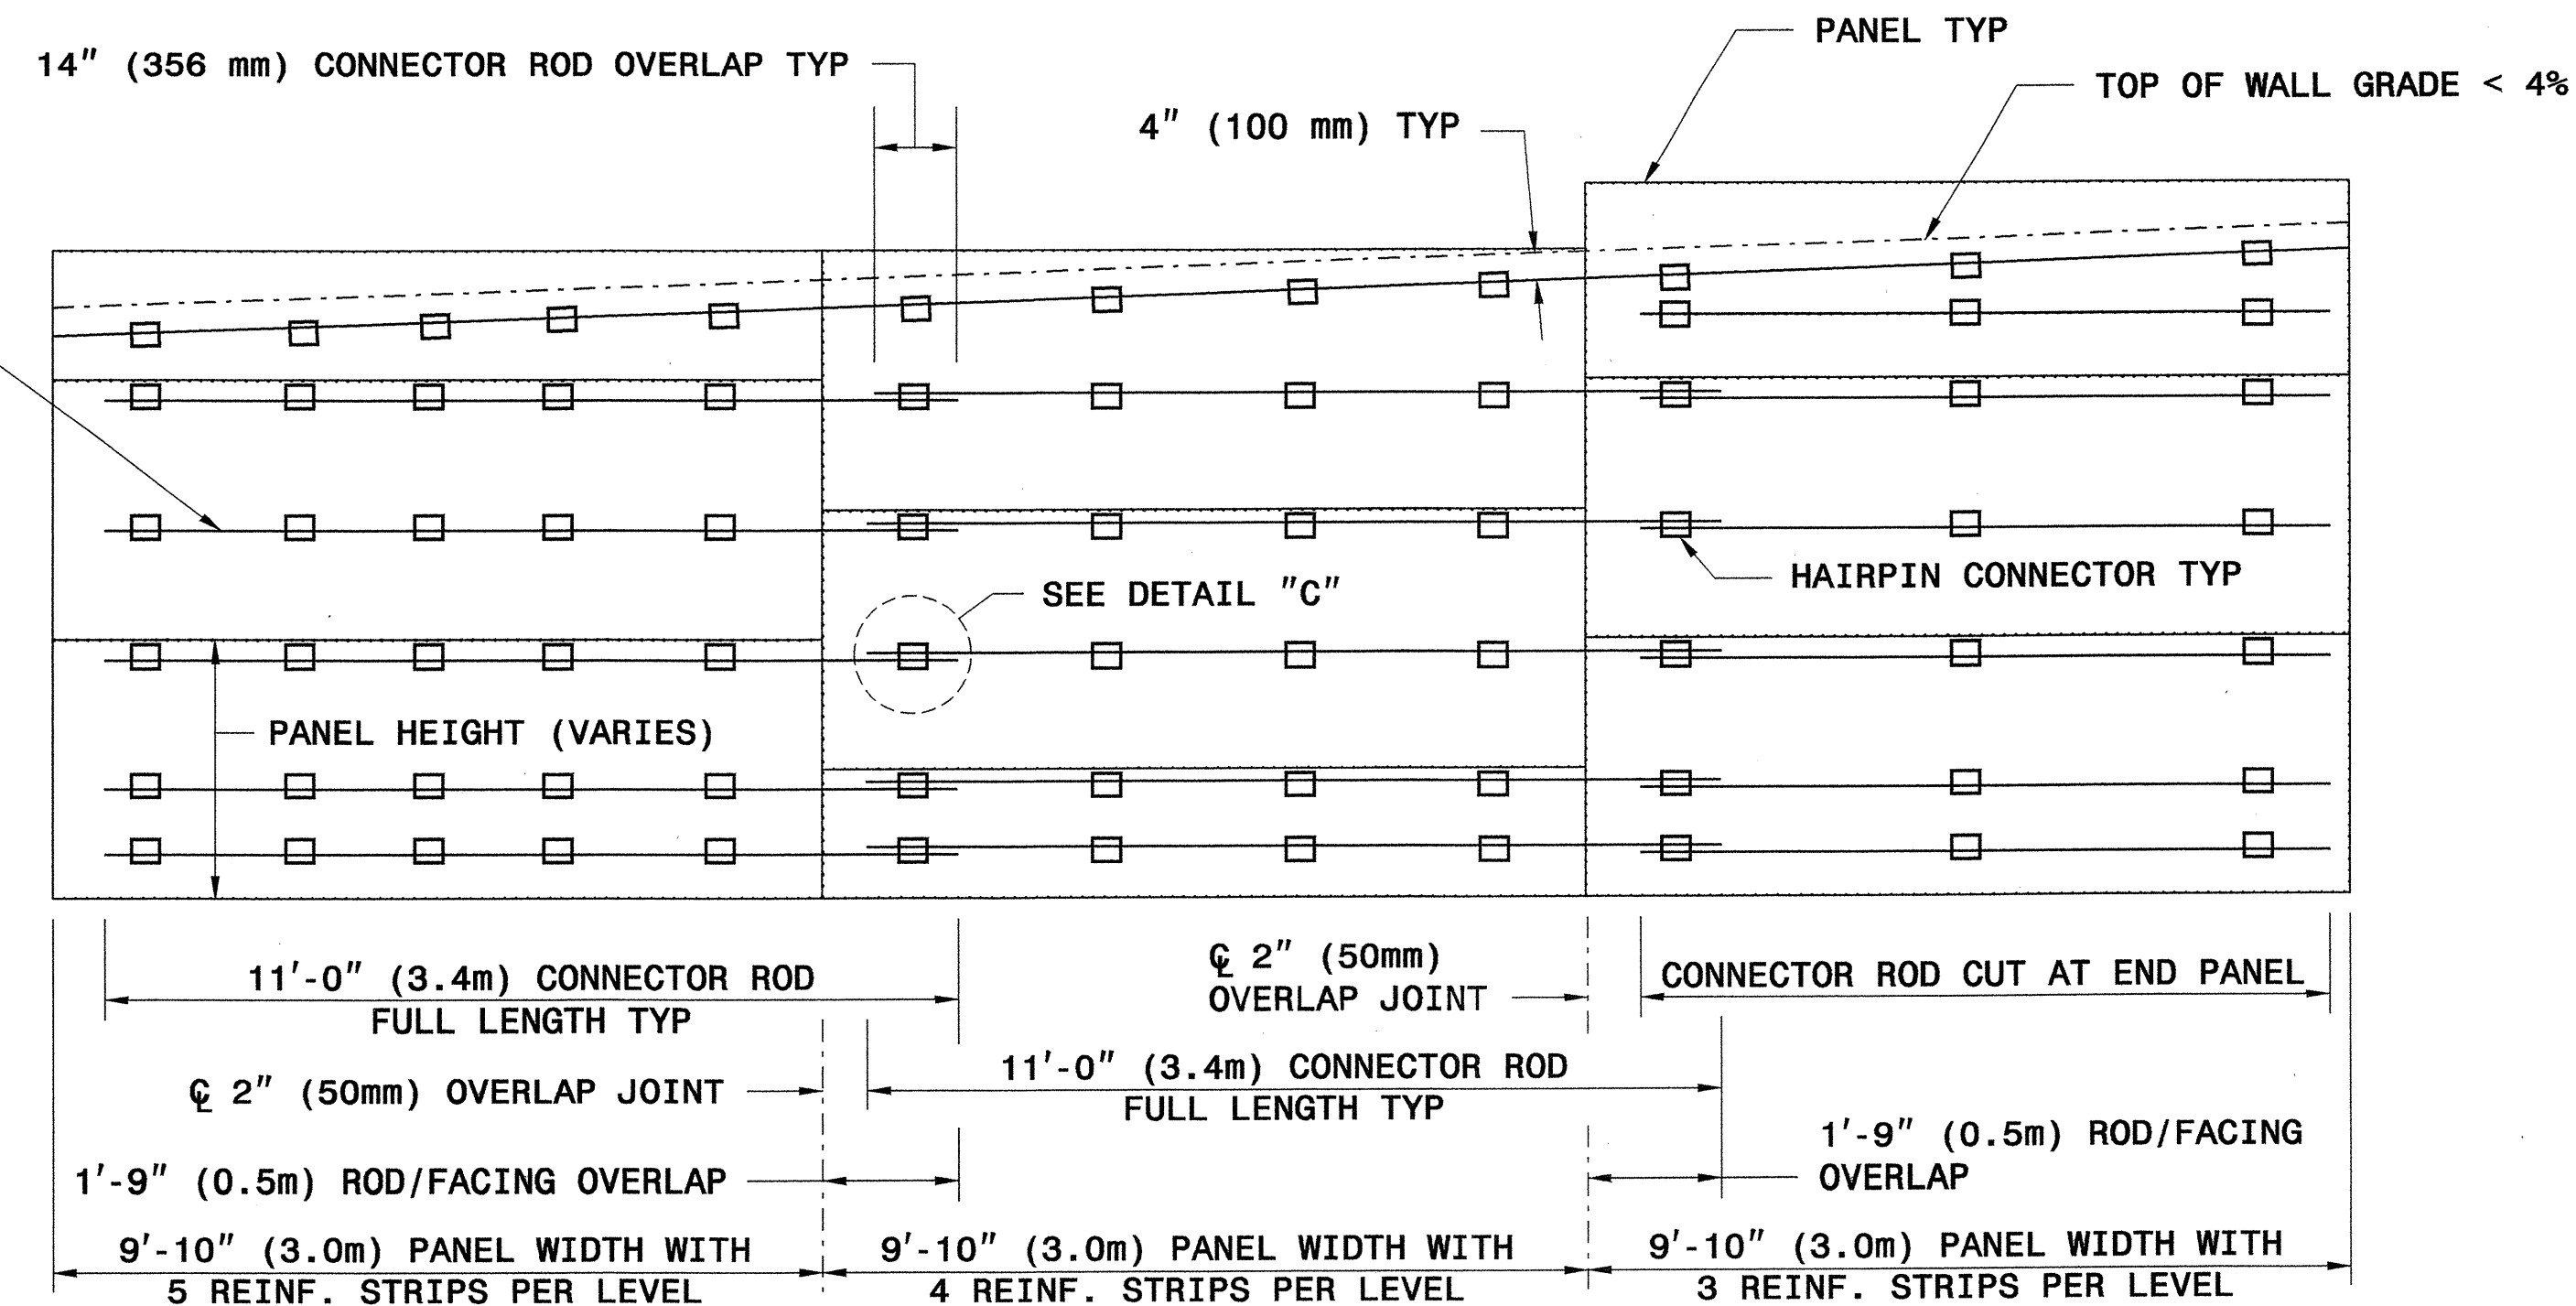 PANEL TYP
14" (356 mm) CONNECTOR ROD OVERLAP TYP
TOP OF WALL GRADE < 4%
4" (100 mm) TYP
HAIRPIN CONNECTOR TYP
SEE DETAIL "C"
PANEL HEIGHT (VARIES)
℄ 2" (50mm)
OVERLAP JOINT
11'-0" (3.4m) CONNECTOR ROD
FULL LENGTH TYP
CONNECTOR ROD CUT AT END PANEL
℄ 2" (50mm) OVERLAP JOINT
11'-0" (3.4m) CONNECTOR ROD
FULL LENGTH TYP
1'-9" (0.5m) ROD/FACING
OVERLAP
1'-9" (0.5m) ROD/FACING OVERLAP
9'-10" (3.0m) PANEL WIDTH WITH
5 REINF. STRIPS PER LEVEL
9'-10" (3.0m) PANEL WIDTH WITH
4 REINF. STRIPS PER LEVEL
9'-10" (3.0m) PANEL WIDTH WITH
3 REINF. STRIPS PER LEVEL